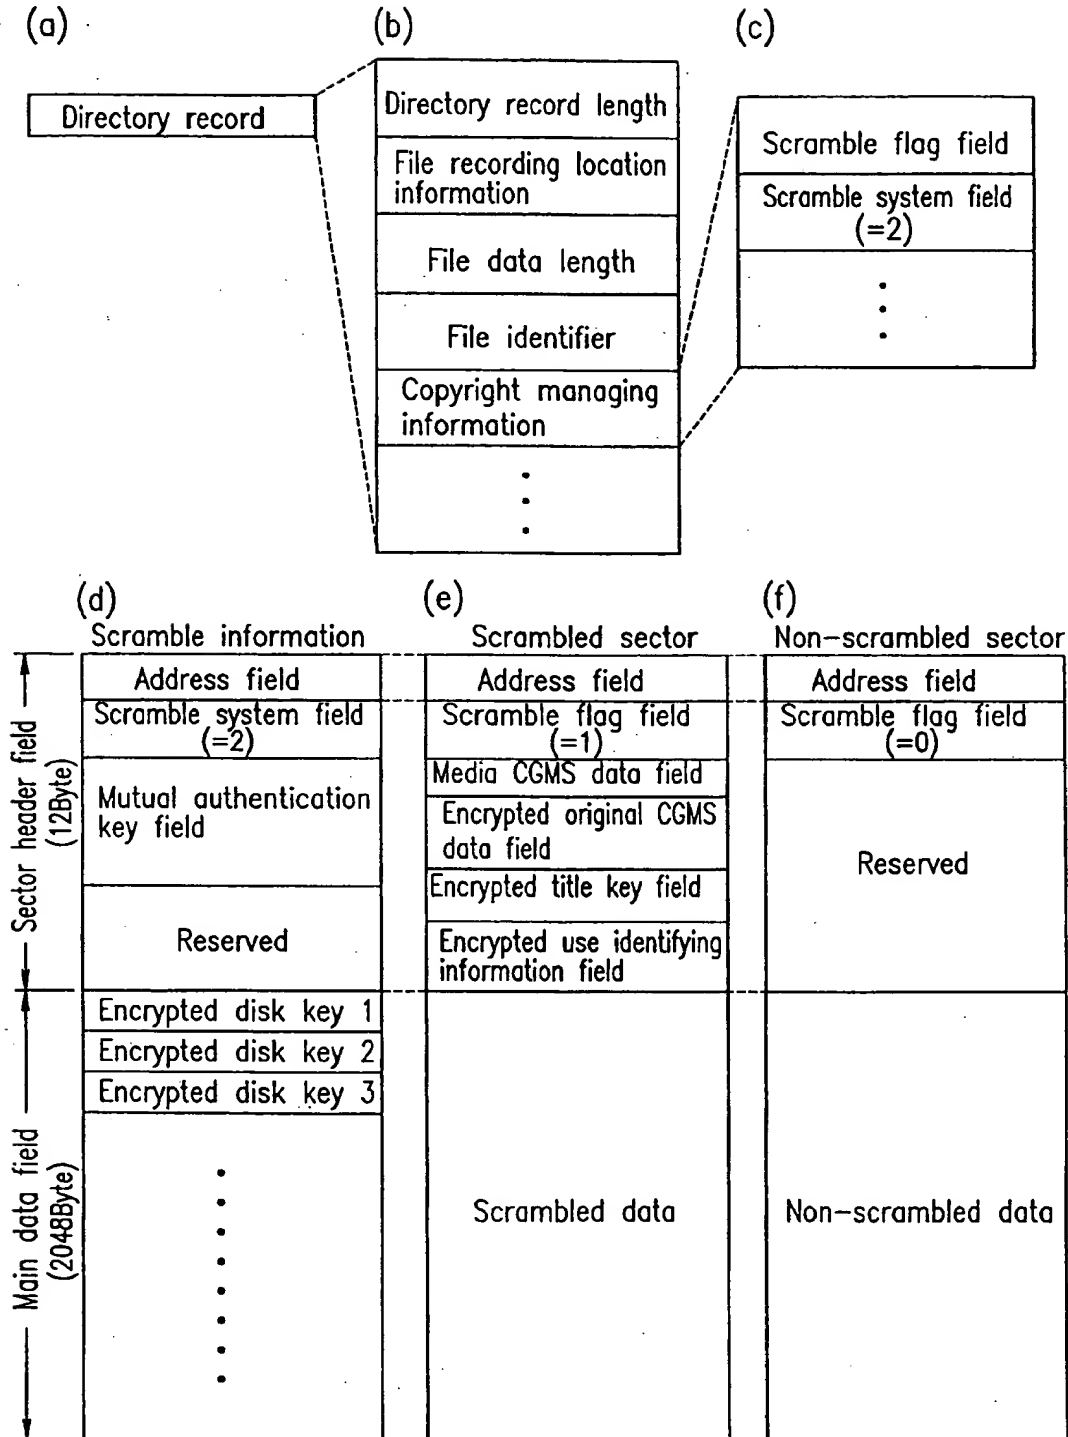 (a)
Directory record
(b)
Directory record length
File recording location
information
File data length
File identifier
Copyright managing
information
(c)
Scramble flag field
Scramble system field
(=2)
Sector header field
(12Byte)
Main data field
(2048Byte)
(d)
Scramble information
Address field
Scramble system field
(=2)
Mutual authentication
key field
Reserved
Encrypted disk key 1
Encrypted disk key 2
Encrypted disk key 3
(e)
Scrambled sector
Address field
Scramble flag field
(=1)
Media CGMS data field
Encrypted original CGMS
data field
Encrypted title key field
Encrypted use identifying
information field
Scrambled data
(f)
Non-scrambled sector
Address field
Scramble flag field
(=0)
Reserved
Non-scrambled data